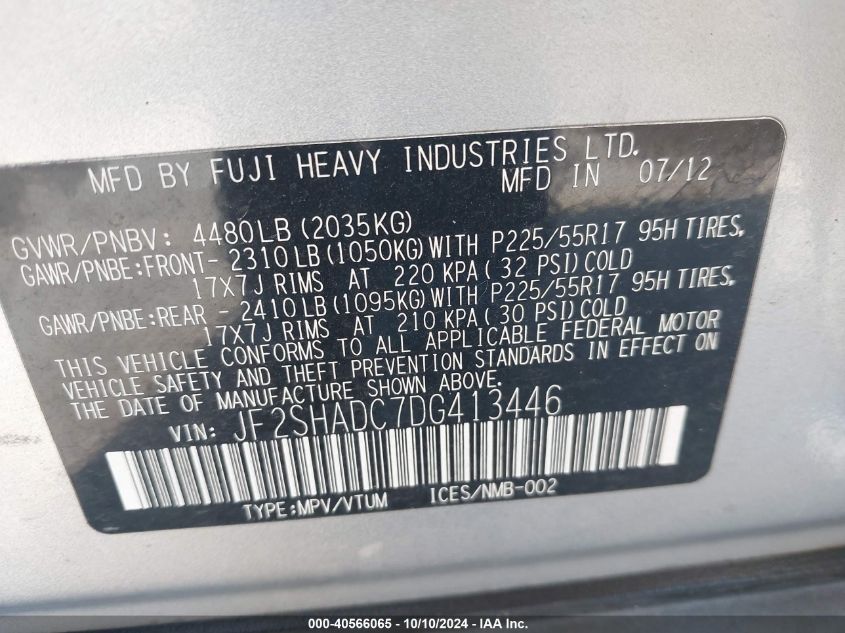 MFD BY FUJI HEAVY INDUSTRIES LTD.
MFD IN 07/12
GVWR/PNBV: 4480LB(2035KG)
GAWR/PNBE:FRONT- 2310LB(1050KG)WITH P225/55R17 95H TIRES,
17X7J RIMS AT 220 KPA(32 PSI)COLD
GAWR/PNBE:REAR - 2410LB(1095KG)WITH P225/55R17 95H TIRES,
17X7J RIMS AT 210 KPA(30 PSI)COLD
THIS VEHICLE CONFORMS TO ALL APPLICABLE FEDERAL MOTOR
VEHICLE SAFETY AND THEFT PREVENTION STANDARDS IN EFFECT ON
THE DATE OF MANUFACTURE SHOWN ABOVE.
VIN: JF2SHADC7DG413446
TYPE:MPV/VTUM ICES/NMB-002
000-40566065 - 10/10/2024 - IAA Inc.